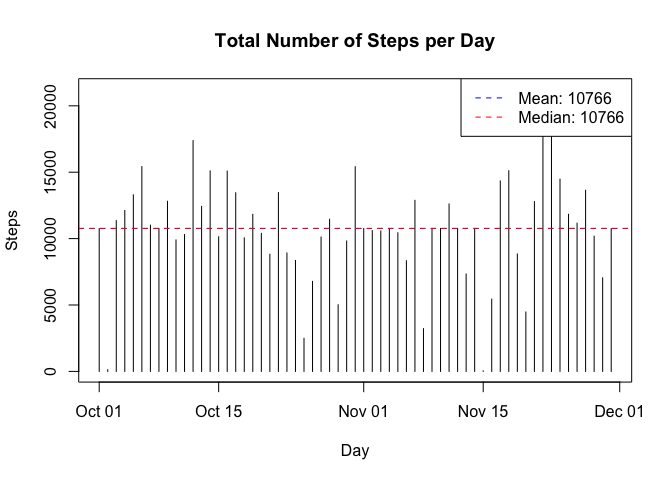 Total Number of Steps per Day
Mean: 10766
Median: 10766
Steps
20000
15000
10000
5000
0
Oct 01 Oct 15 Nov 01 Nov 15 Dec 01
Day